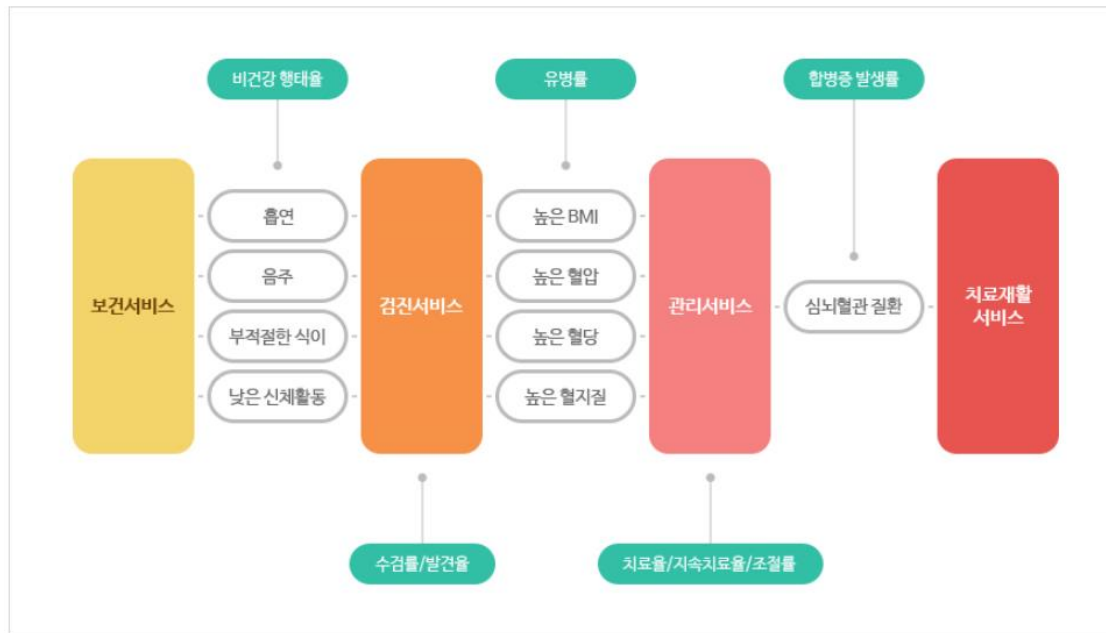 비건강 행태율
유병률
합병증 발생률
보건서비스
흡연
음주
부적절한 식이
낮은 신체활동
검진서비스
높은 BMI
높은 혈압
높은 혈당
높은 혈지질
관리서비스
심뇌혈관 질환
치료재활
서비스
수검률/발견율
치료율/지속치료율/조절률